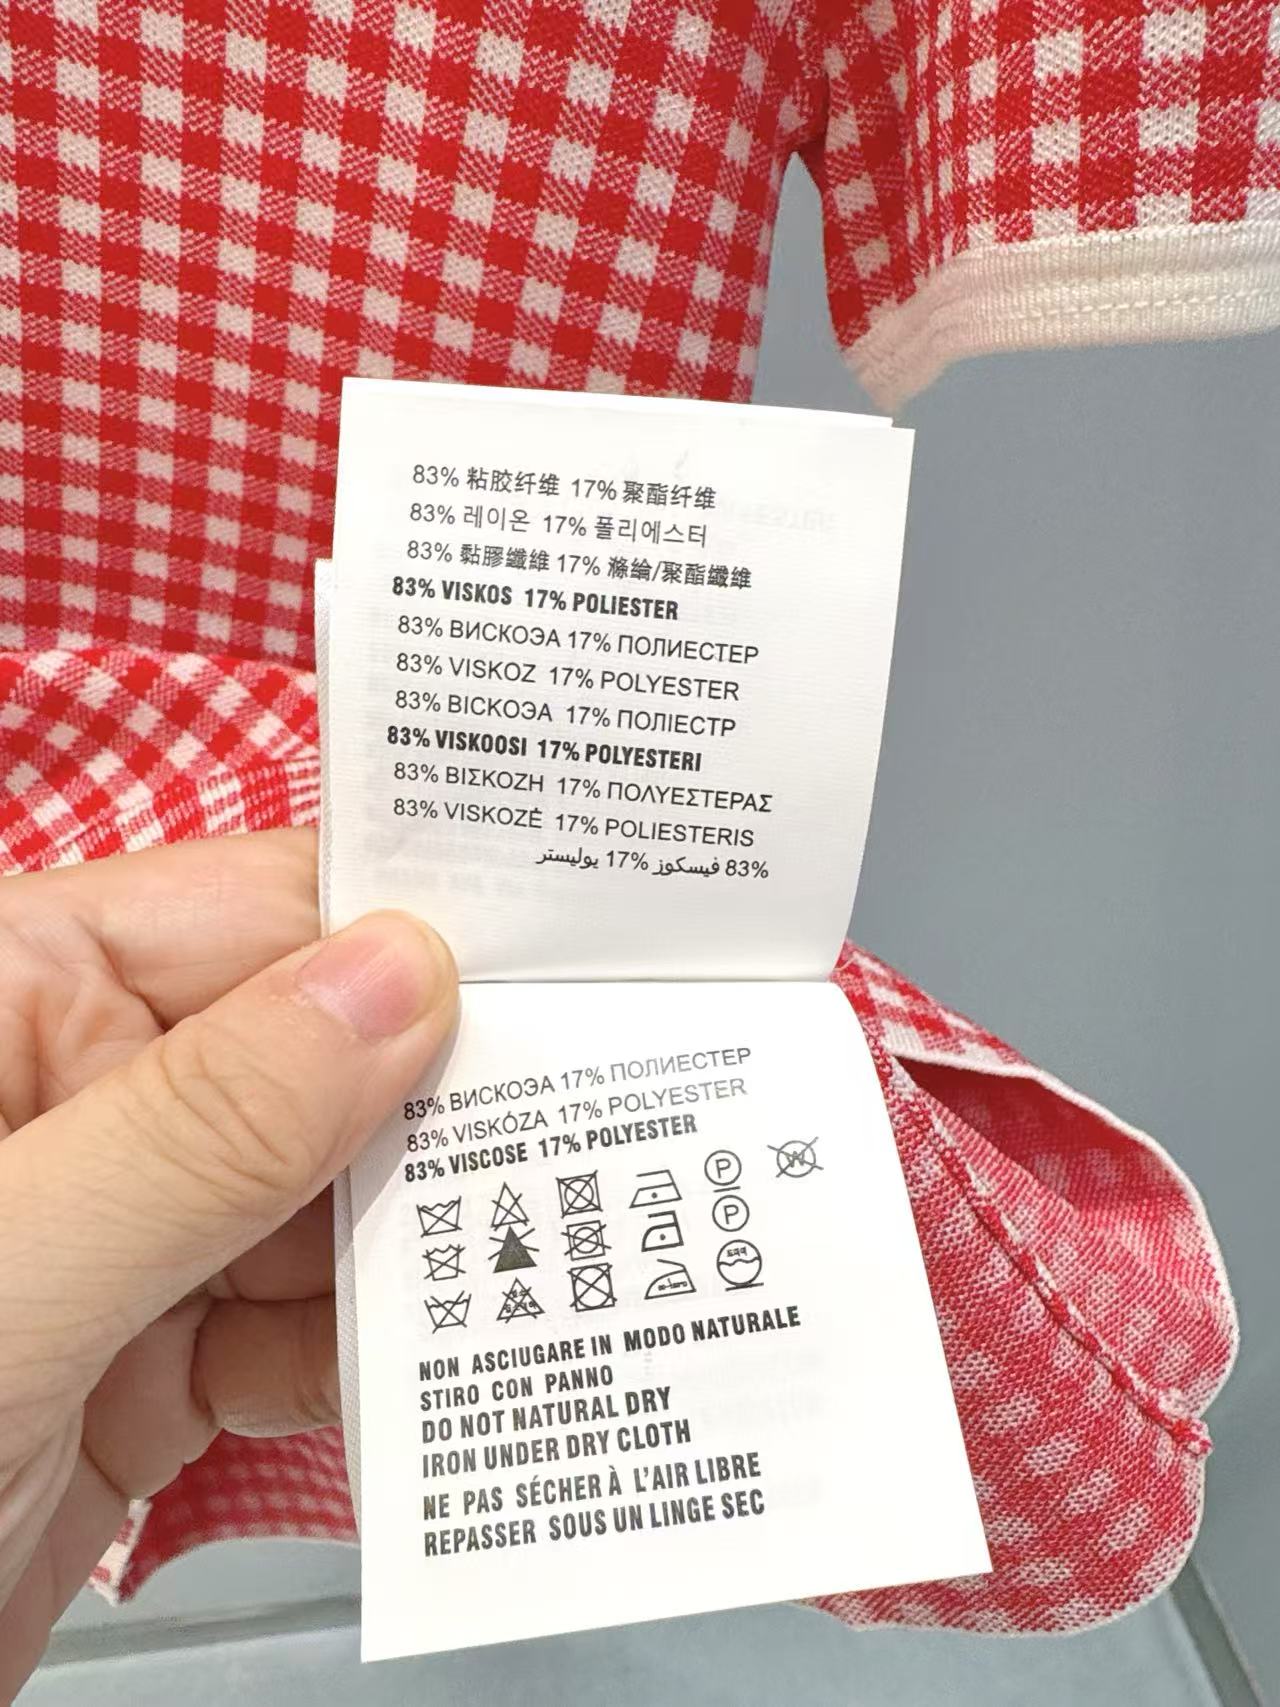 83% 粘胶纤维 17% 聚酯纤维
83% 레이온 17% 폴리에스터
83% 黏膠纖維 17% 滌綸/聚酯纖維
83% VISKOS 17% POLIESTER
83% ВИСКОЭА 17% ПОЛИЕСТЕР
83% VISKOZ 17% POLYESTER
83% ВІСКОЭА 17% ПОЛІЕСТР
83% VISKOOSI 17% POLYESTERI
83% ΒΙΣΚΟΖΗ 17% ΠΟΛΥΕΣΤΕΡΑΣ
83% VISKOZĖ 17% POLIESTERIS
83% فيسكوز 17% يوليستر
83% ВИСКОЭА 17% ПОЛИЕСТЕР
83% VISKÓZA 17% POLYESTER
83% VISCOSE 17% POLYESTER
P W
P
NON ASCIUGARE IN MODO NATURALE
STIRO CON PANNO
DO NOT NATURAL DRY
IRON UNDER DRY CLOTH
NE PAS SÉCHER À L'AIR LIBRE
REPASSER SOUS UN LINGE SEC